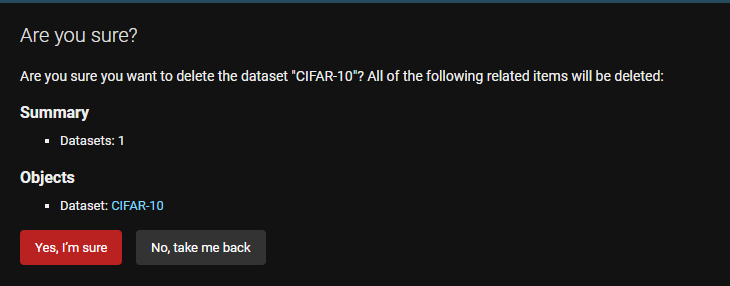 Are you sure?
Are you sure you want to delete the dataset "CIFAR-10"? All of the following related items will be deleted:
Summary
Datasets: 1
Objects
Dataset: CIFAR-10
Yes, I'm sure No, take me back